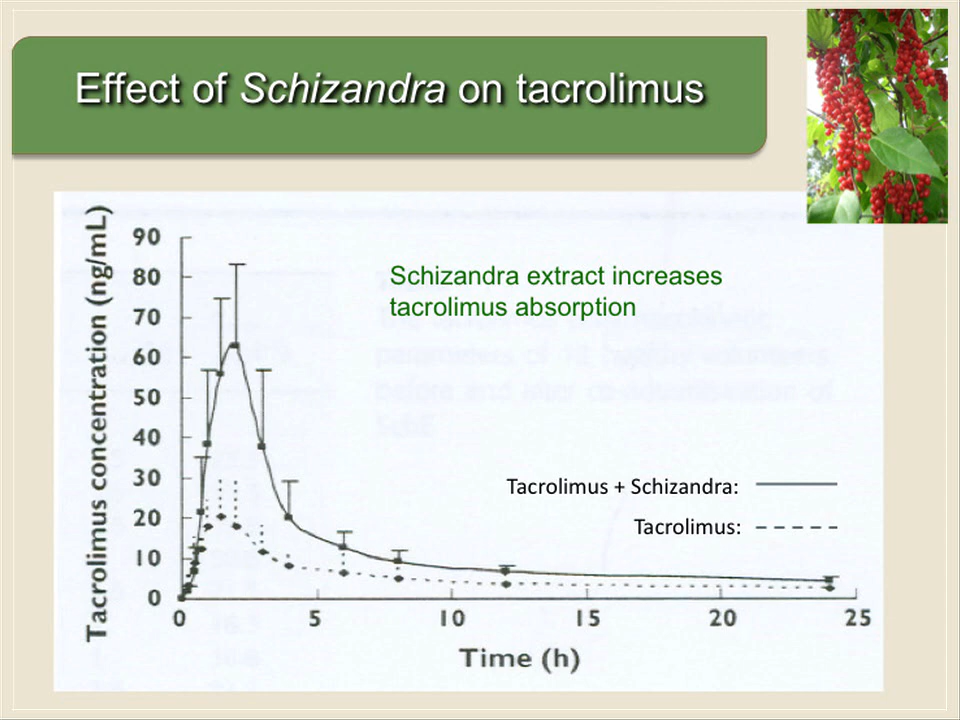 Effect of Schizandra on tacrolimus
Schizandra extract increases
tacrolimus absorption
Tacrolimus concentration (ng/mL)
90
80
70
60
50
40
30
20
10
0
Tacrolimus + Schizandra:
Tacrolimus:
0 5 10 15 20 25
Time (h)